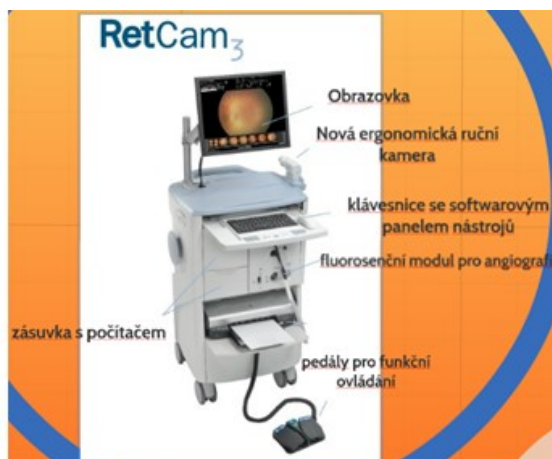 RetCam3
Obrazovka
Nová ergonomická ruční
kamera
klávesnice se softwarovým
panelem nástrojů
fluorosenční modul pro angiografi
zásuvka s počítačem
pedály pro funkční
ovládání